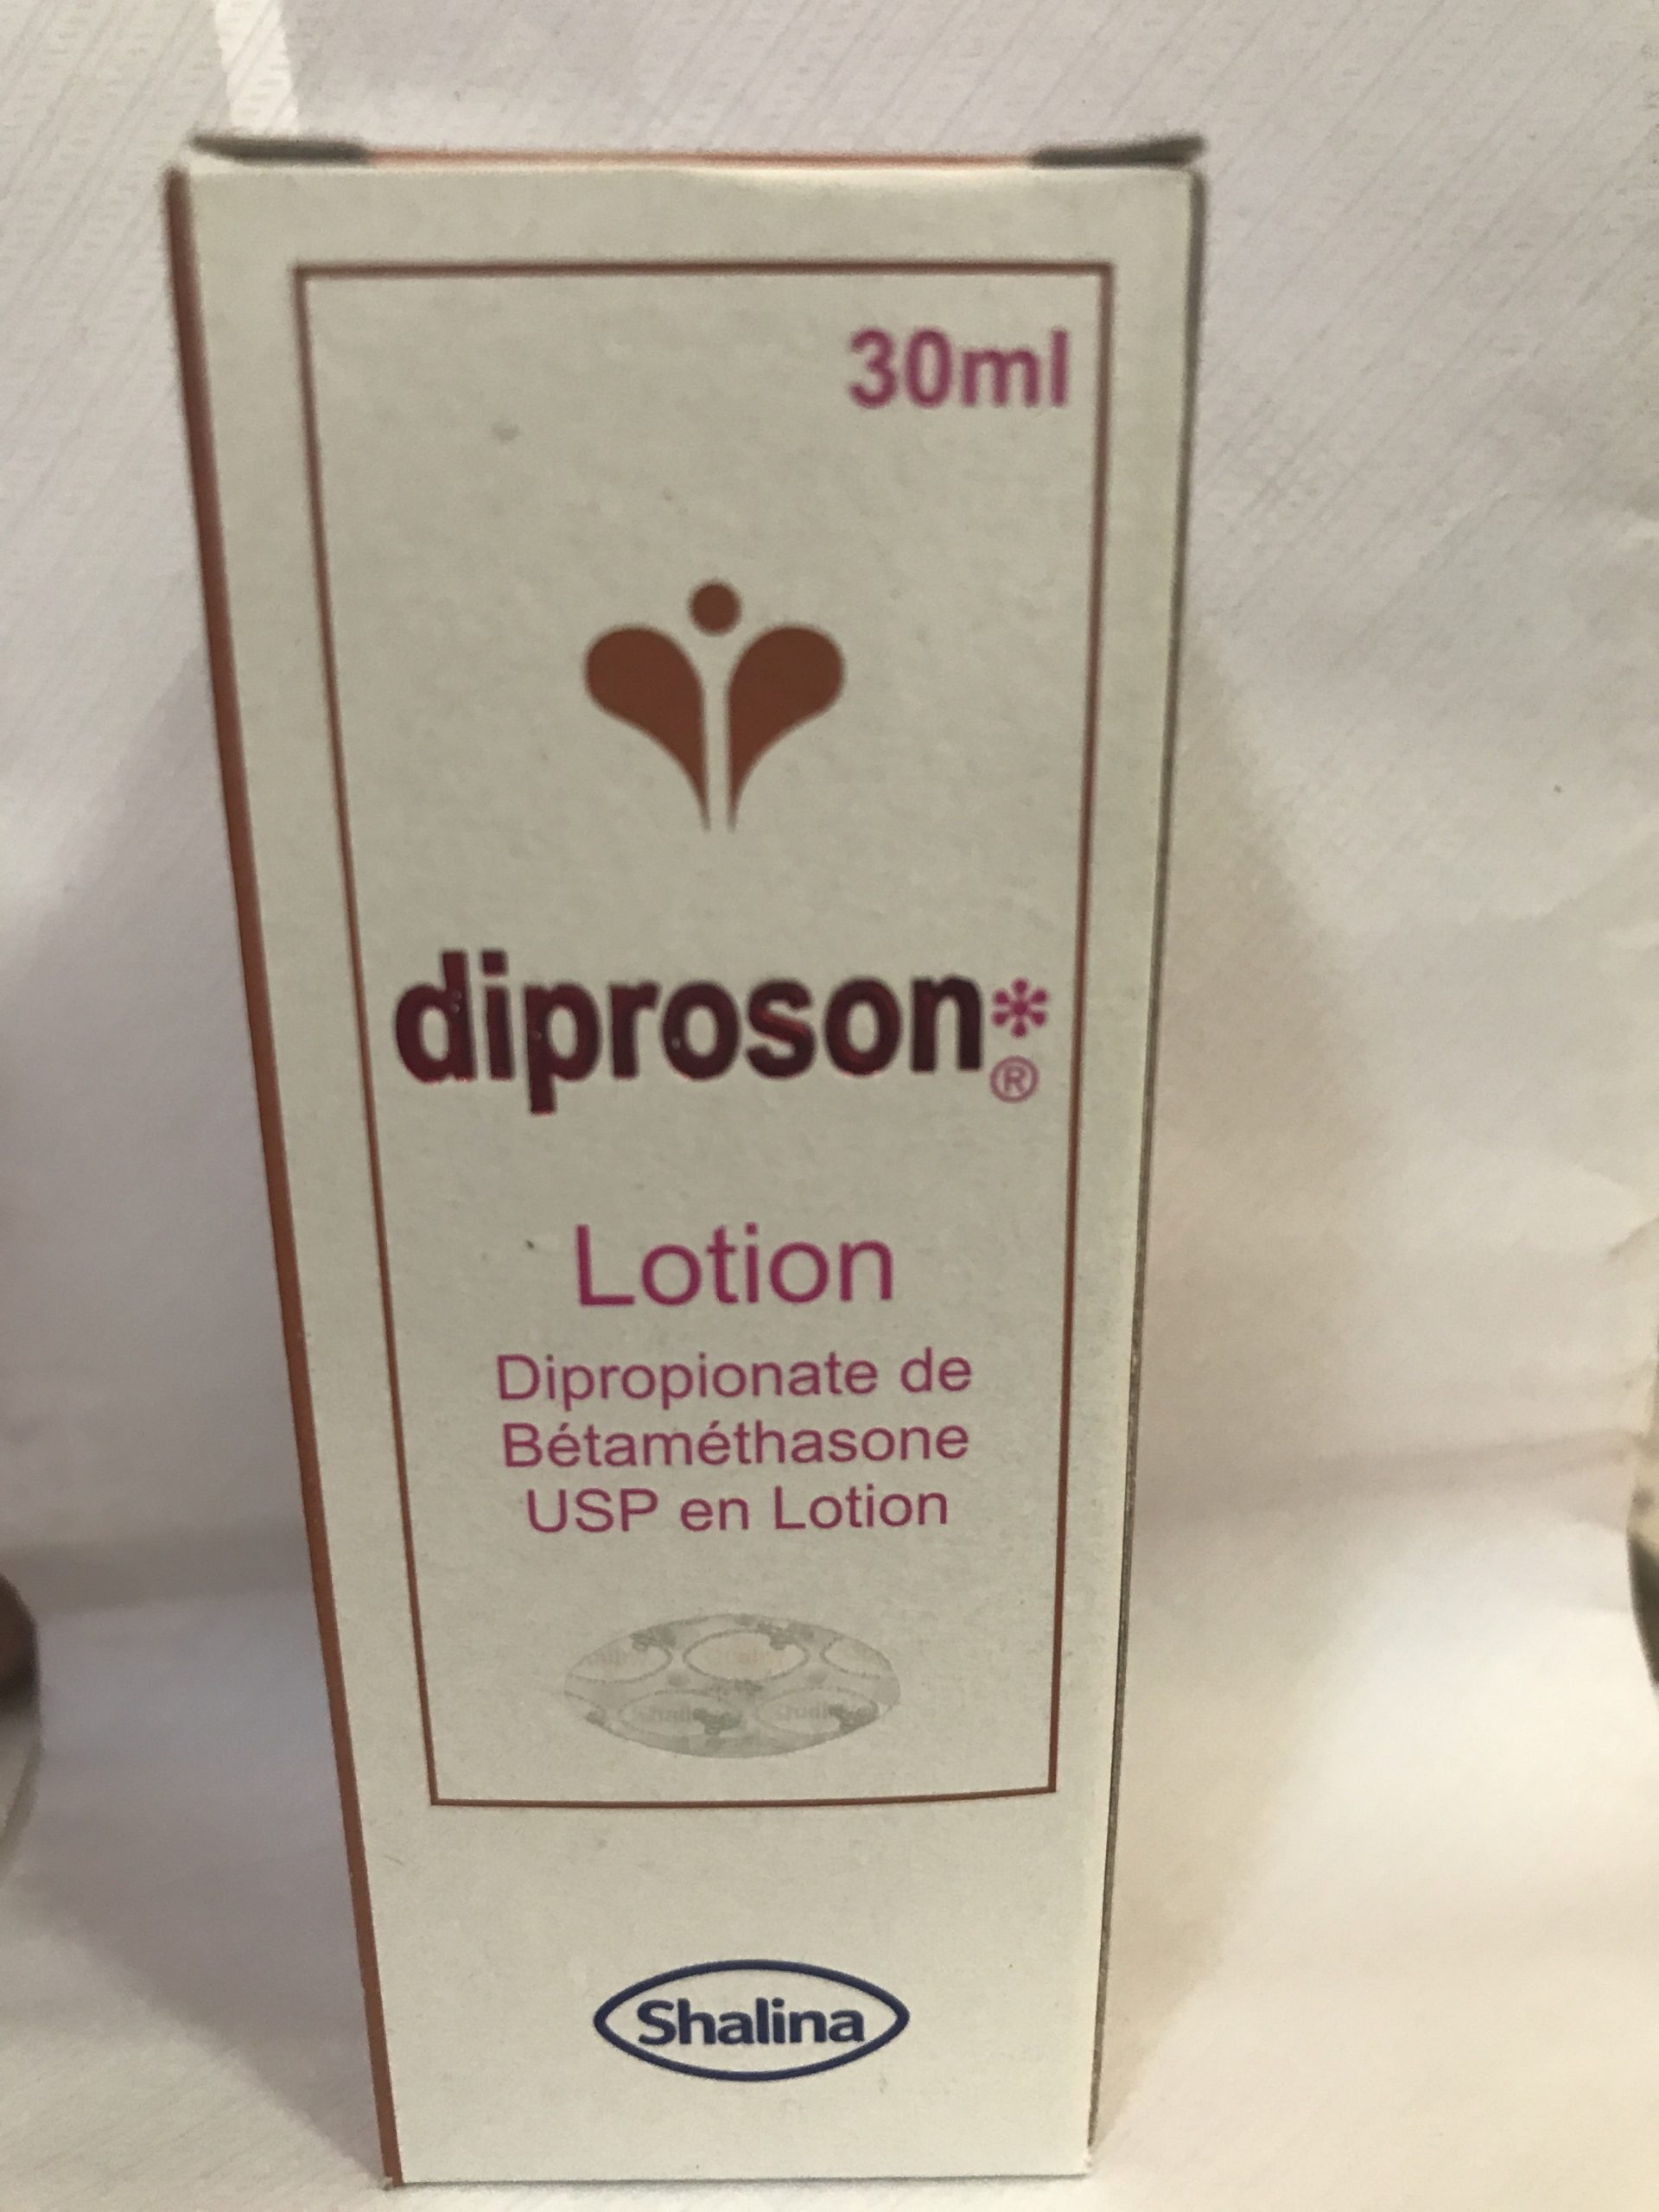 30ml
diproson*
®
Lotion
Dipropionate de
Bétaméthasone
USP en Lotion
Shalina